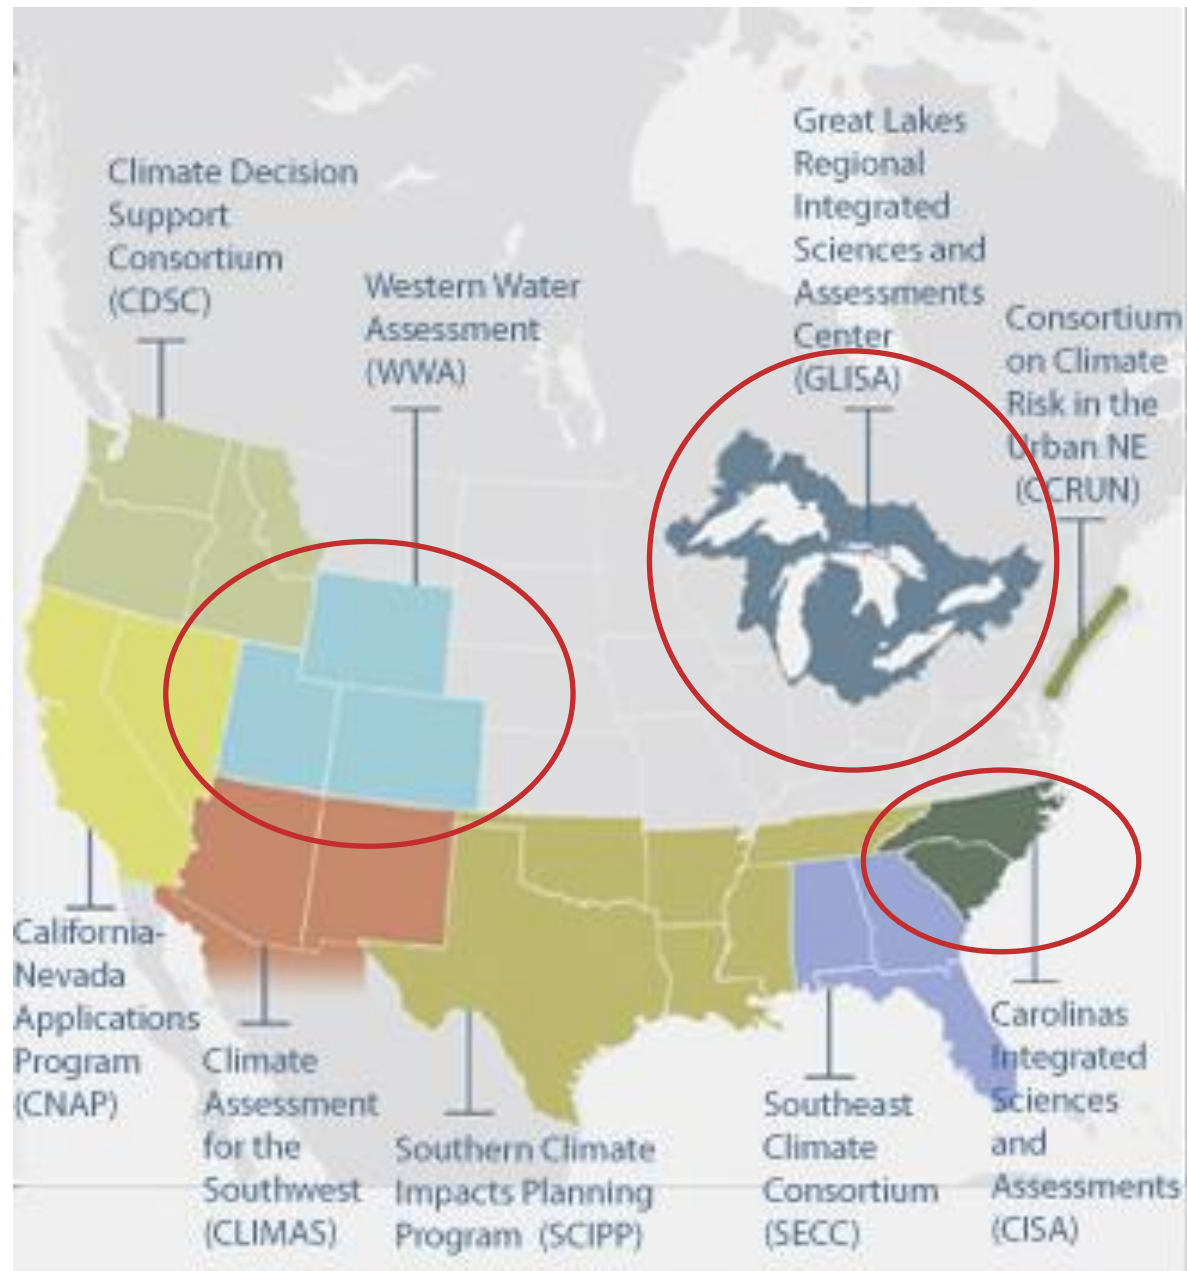 Climate Decision
Support
Consortium
(CDSC)
Western Water
Assessment
(WWA)
Great Lakes
Regional
Integrated
Sciences and
Assessments
Center
(GLISA)
Consortium
on Climate
Risk in the
Urban NE
(CCRUN)
California-
Nevada
Applications
Program
(CNAP)
Climate
Assessment
for the
Southwest
(CLIMAS)
Southern Climate
Impacts Planning
Program (SCIPP)
Southeast
Climate
Consortium
(SECC)
Carolinas
Integrated
Sciences
and
Assessments
(CISA)